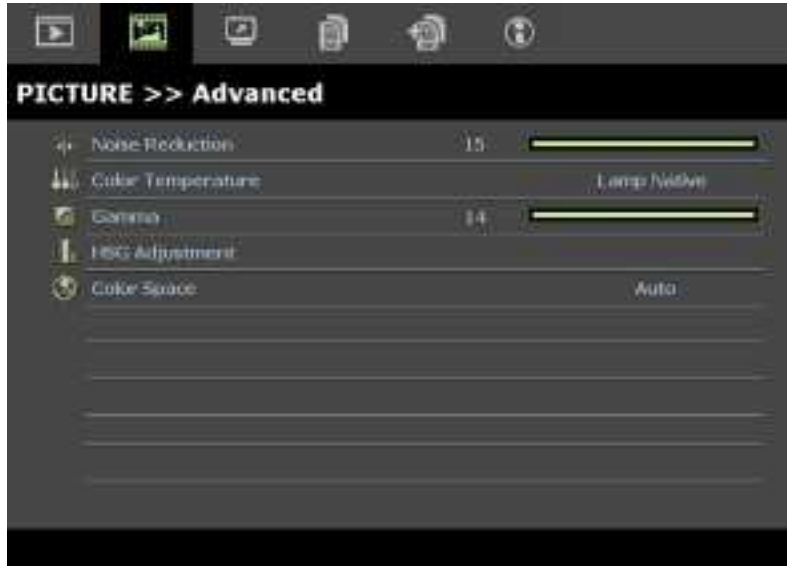 PICTURE >> Advanced
Noise Reduction 15
Color Temperature Lamp Native
Gamma 14
HSG Adjustment
Color Space Auto